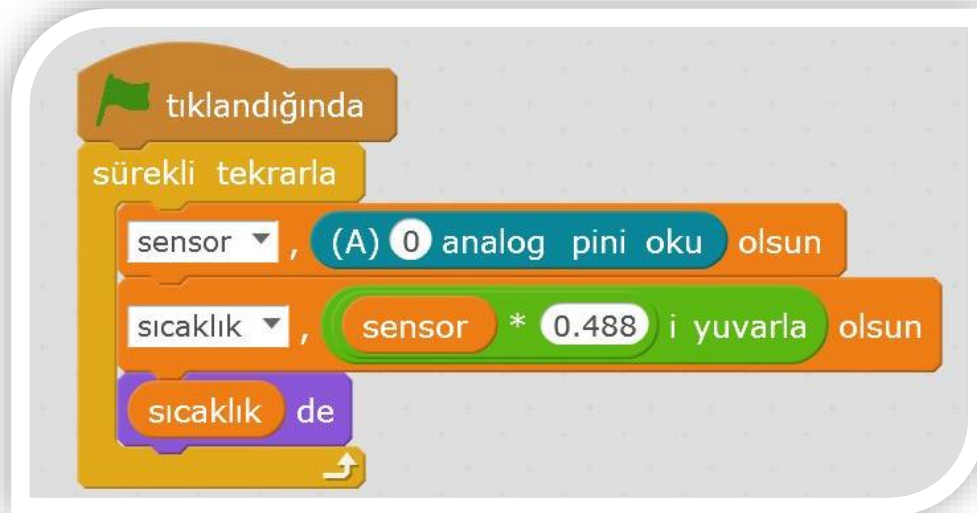 tıklandığında
sürekli tekrarla
sensor , (A) 0 analog pini oku olsun
sıcaklık , sensor * 0.488 i yuvarla olsun
sıcaklık de